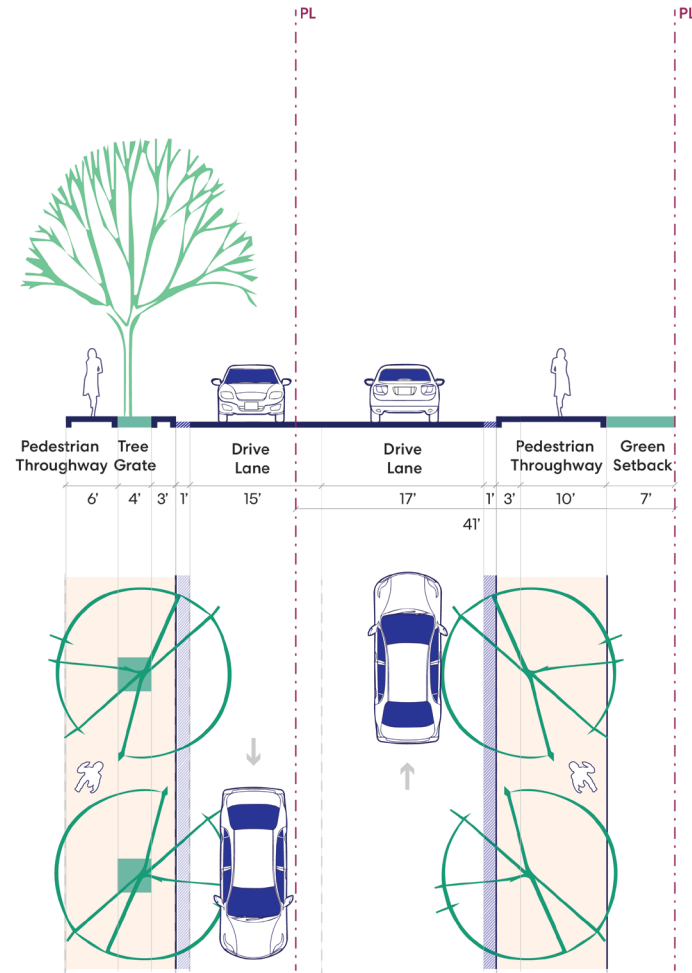 PL
PL
Pedestrian Throughway
Tree Grate
Drive Lane
Drive Lane
Pedestrian Throughway
Green Setback
6' 4' 3' 1' 15' 17' 1' 3' 10' 7'
41'